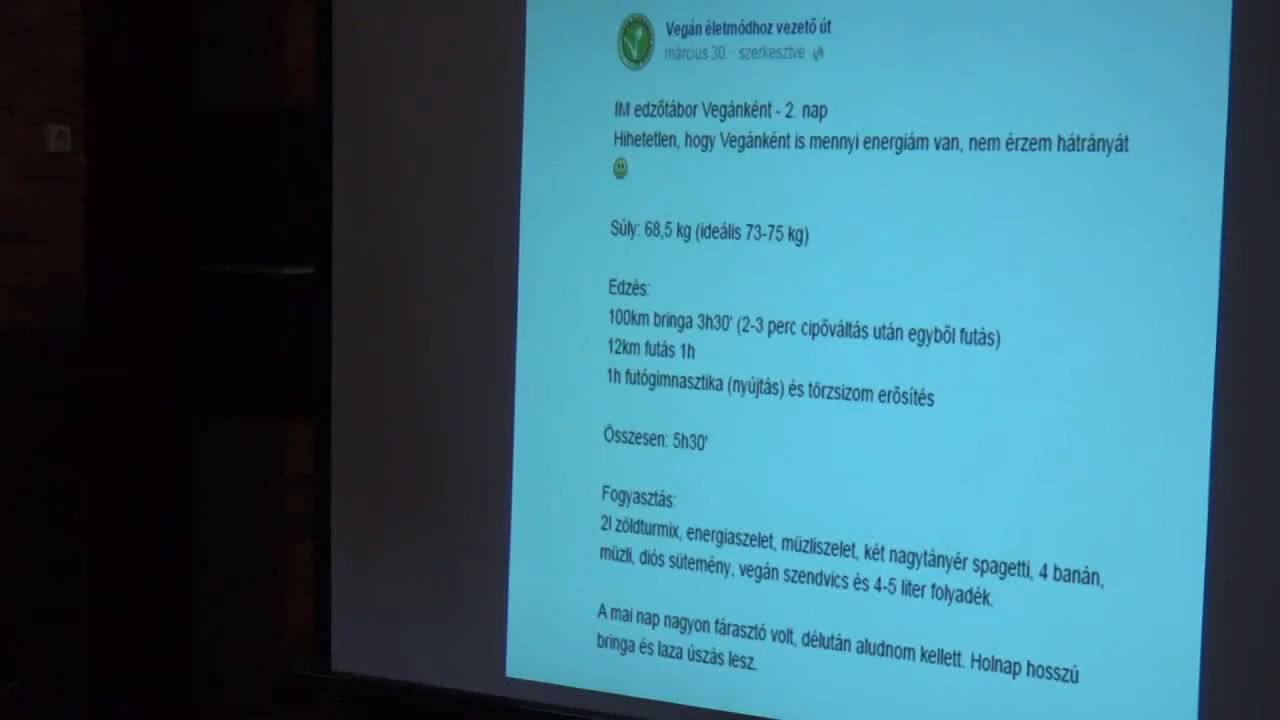 Vegán életmódhoz vezető út
március 30. szerkesztve
IM edzőtábor Vegánként - 2. nap
Hihetetlen, hogy Vegánként is mennyi energiám van, nem érzem hátrányát
Súly: 68,5 kg (ideális 73-75 kg)
Edzés:
100km bringa 3h30' (2-3 perc cipőváltás után egyből futás)
12km futás 1h
1h futógimnasztika (nyújtás) és törzsizom erősítés
Összesen: 5h30'
Fogyasztás:
2l zöldturmix, energiaszelet, müzliszelet, két nagytányér spagetti, 4 banán,
müzli, diós sütemény, vegán szendvics és 4-5 liter folyadék.
A mai nap nagyon fárasztó volt, délután aludnom kellett. Holnap hosszú
bringa és laza úszás lesz.